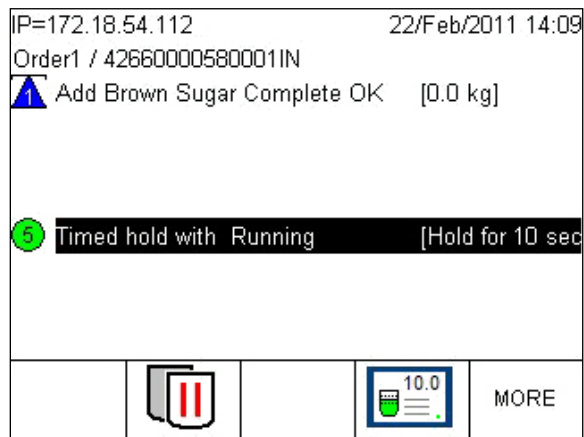 IP=172.18.54.112 22/Feb/2011 14:09
Order1 / 42660000580001IN
1 Add Brown Sugar Complete OK [0.0 kg]
5 Timed hold with Running [Hold for 10 sec
10.0
MORE